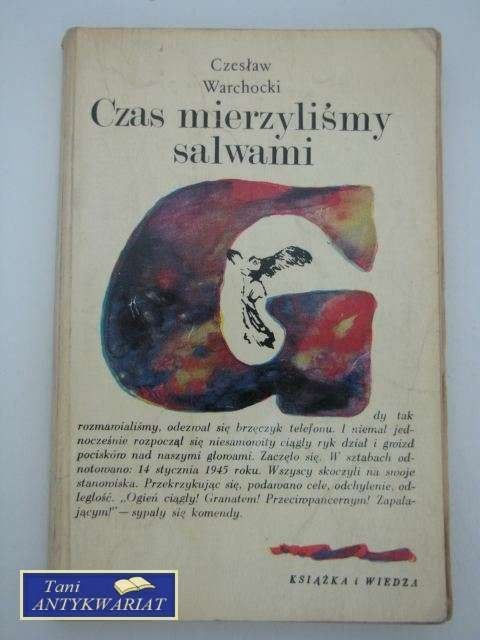 Czesław
Warchocki
Czas mierzyliśmy
salwami
G
dy tak
rozmawialiśmy, odezwał się brzęczyk telefonu. I niemal jed-
nocześnie rozpoczął się niesamowity ciągły ryk dział i gwizd
pocisków nad naszymi głowami. Zaczęło się. W sztabach od-
notowano: 14 stycznia 1945 roku. Wszyscy skoczyli na swoje
stanowiska. Przekrzykując się, podawano cele, odchylenie, od-
ległość. „Ogień ciągły! Granatem! Przeciwpancernym! Zapala-
jącym!"—sypały się komendy.
KSIĄŻKA i WIEDZA
Tani
ANTYKWARIAT